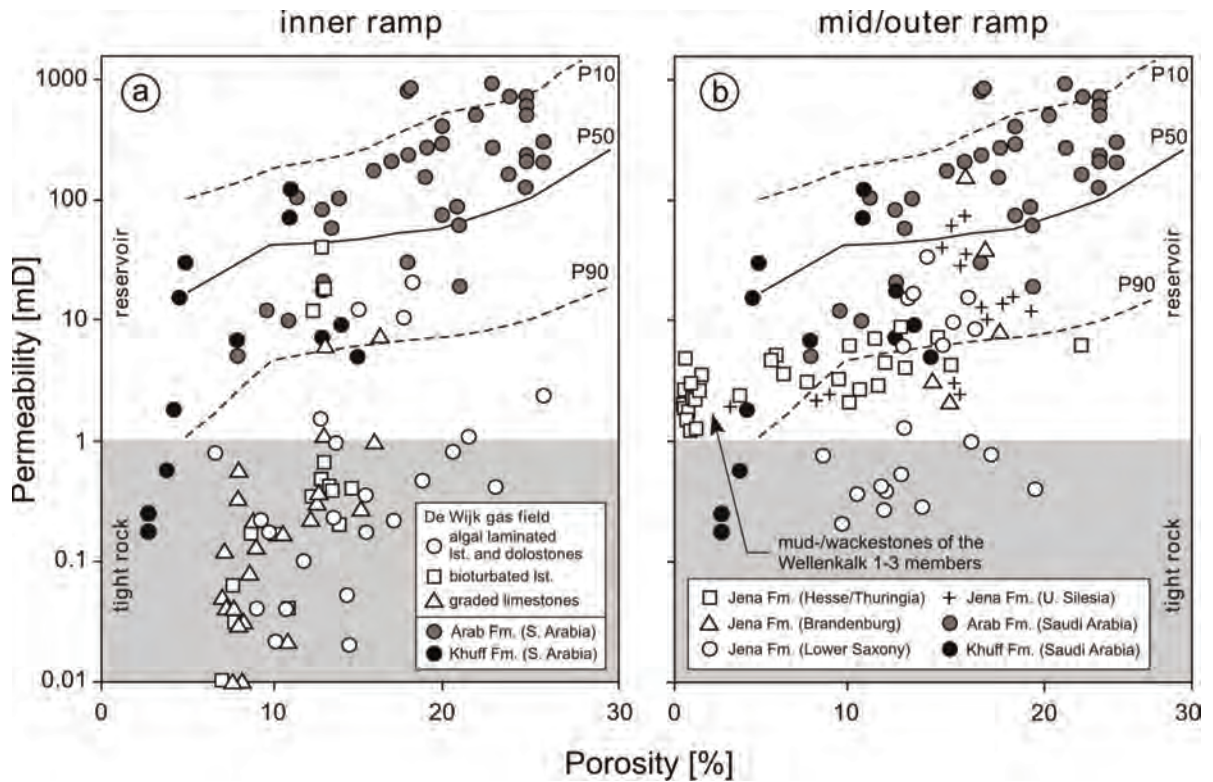 inner ramp
mid/outer ramp
Permeability [mD]
1000
100
10
1
0.1
0.01
a
P10
P50
P90
reservoir
tight rock
De Wijk gas field
algal laminated
lst. and dolostones
bioturbated lst.
graded limestones
Arab Fm. (S. Arabia)
Khuff Fm. (S. Arabia)
0
10
20
30
b
P10
P50
P90
reservoir
tight rock
mud-/wackestones of the
Wellenkalk 1-3 members
Jena Fm. (Hesse/Thuringia)
Jena Fm. (Brandenburg)
Jena Fm. (Lower Saxony)
Jena Fm. (U. Silesia)
Arab Fm. (Saudi Arabia)
Khuff Fm. (Saudi Arabia)
0
10
20
30
Porosity [%]